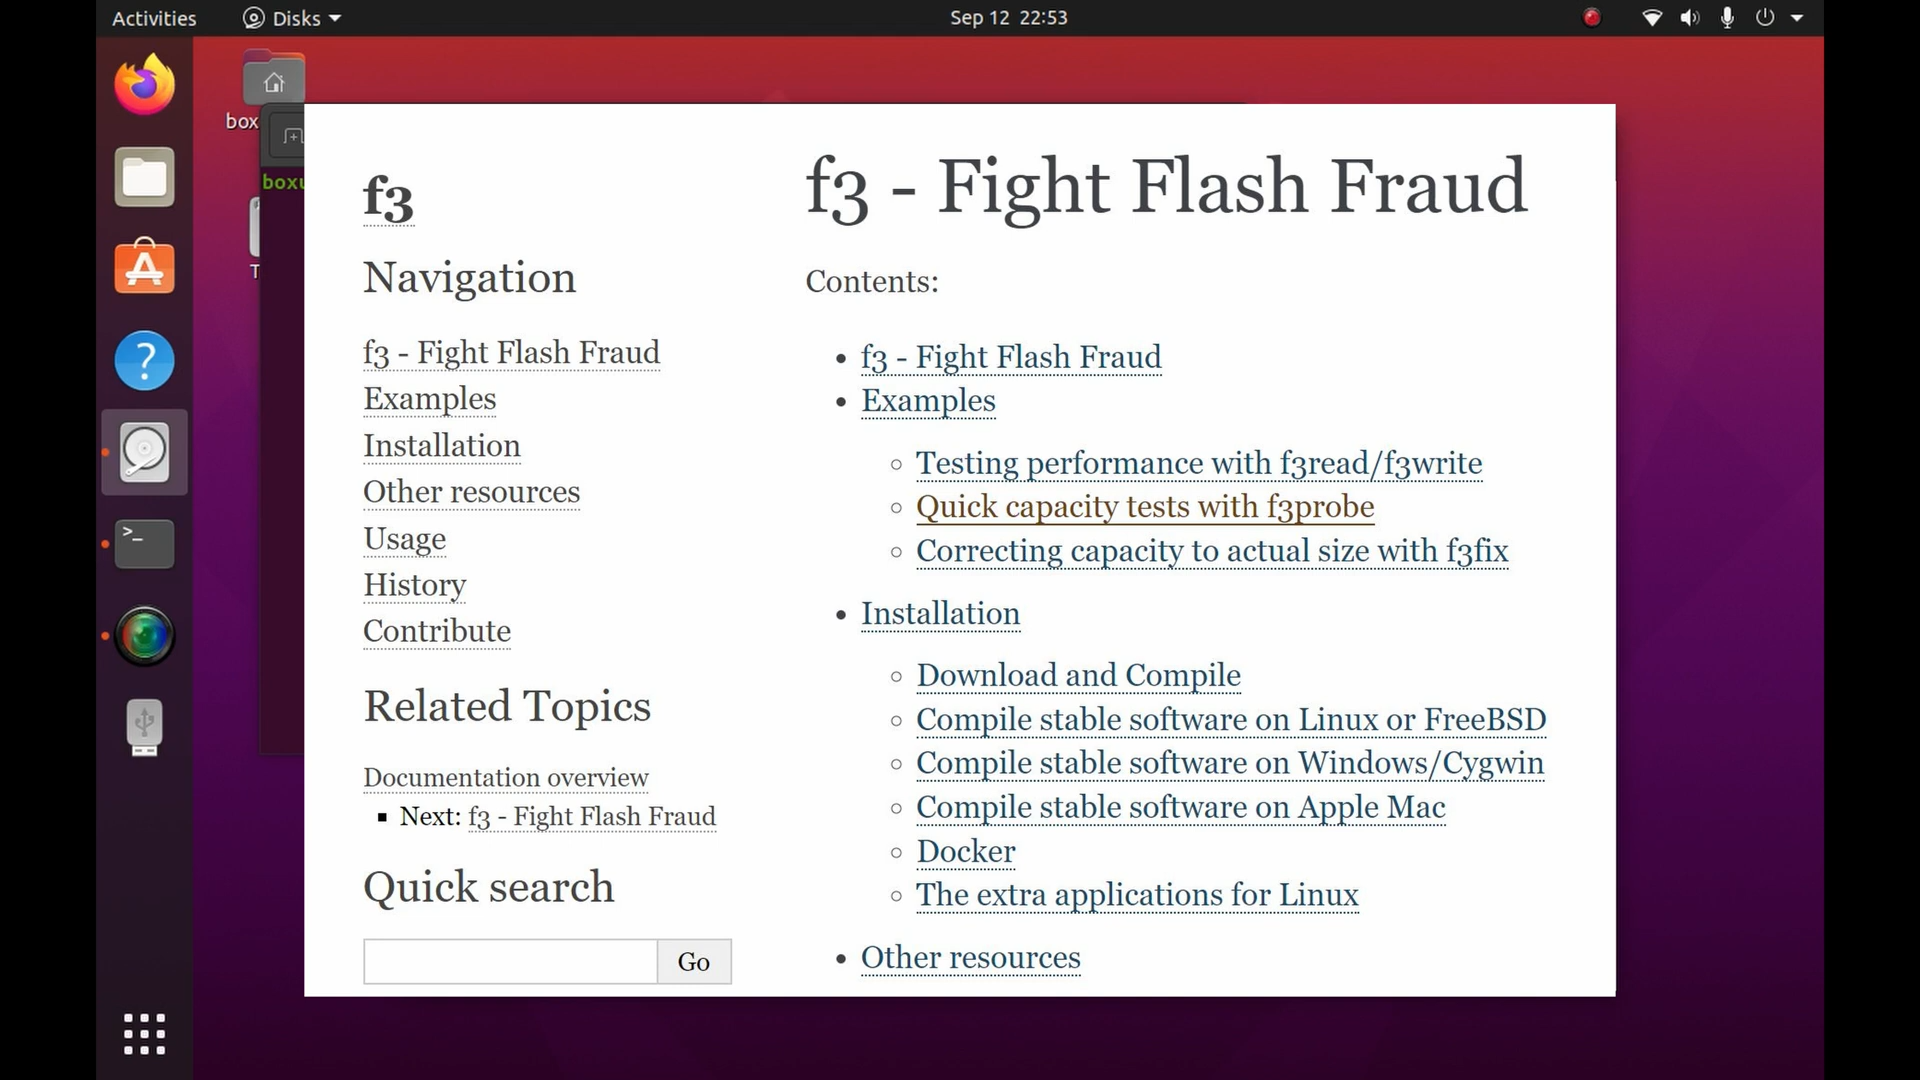 Activities
Disks
Sep 12 22:53
box
boxu
T
f3
Navigation
f3 - Fight Flash Fraud
Examples
Installation
Other resources
Usage
History
Contribute
Related Topics
Documentation overview
Next: f3 - Fight Flash Fraud
Quick search
Go
f3 - Fight Flash Fraud
Contents:
f3 - Fight Flash Fraud
Examples
Testing performance with f3read/f3write
Quick capacity tests with f3probe
Correcting capacity to actual size with f3fix
Installation
Download and Compile
Compile stable software on Linux or FreeBSD
Compile stable software on Windows/Cygwin
Compile stable software on Apple Mac
Docker
The extra applications for Linux
Other resources